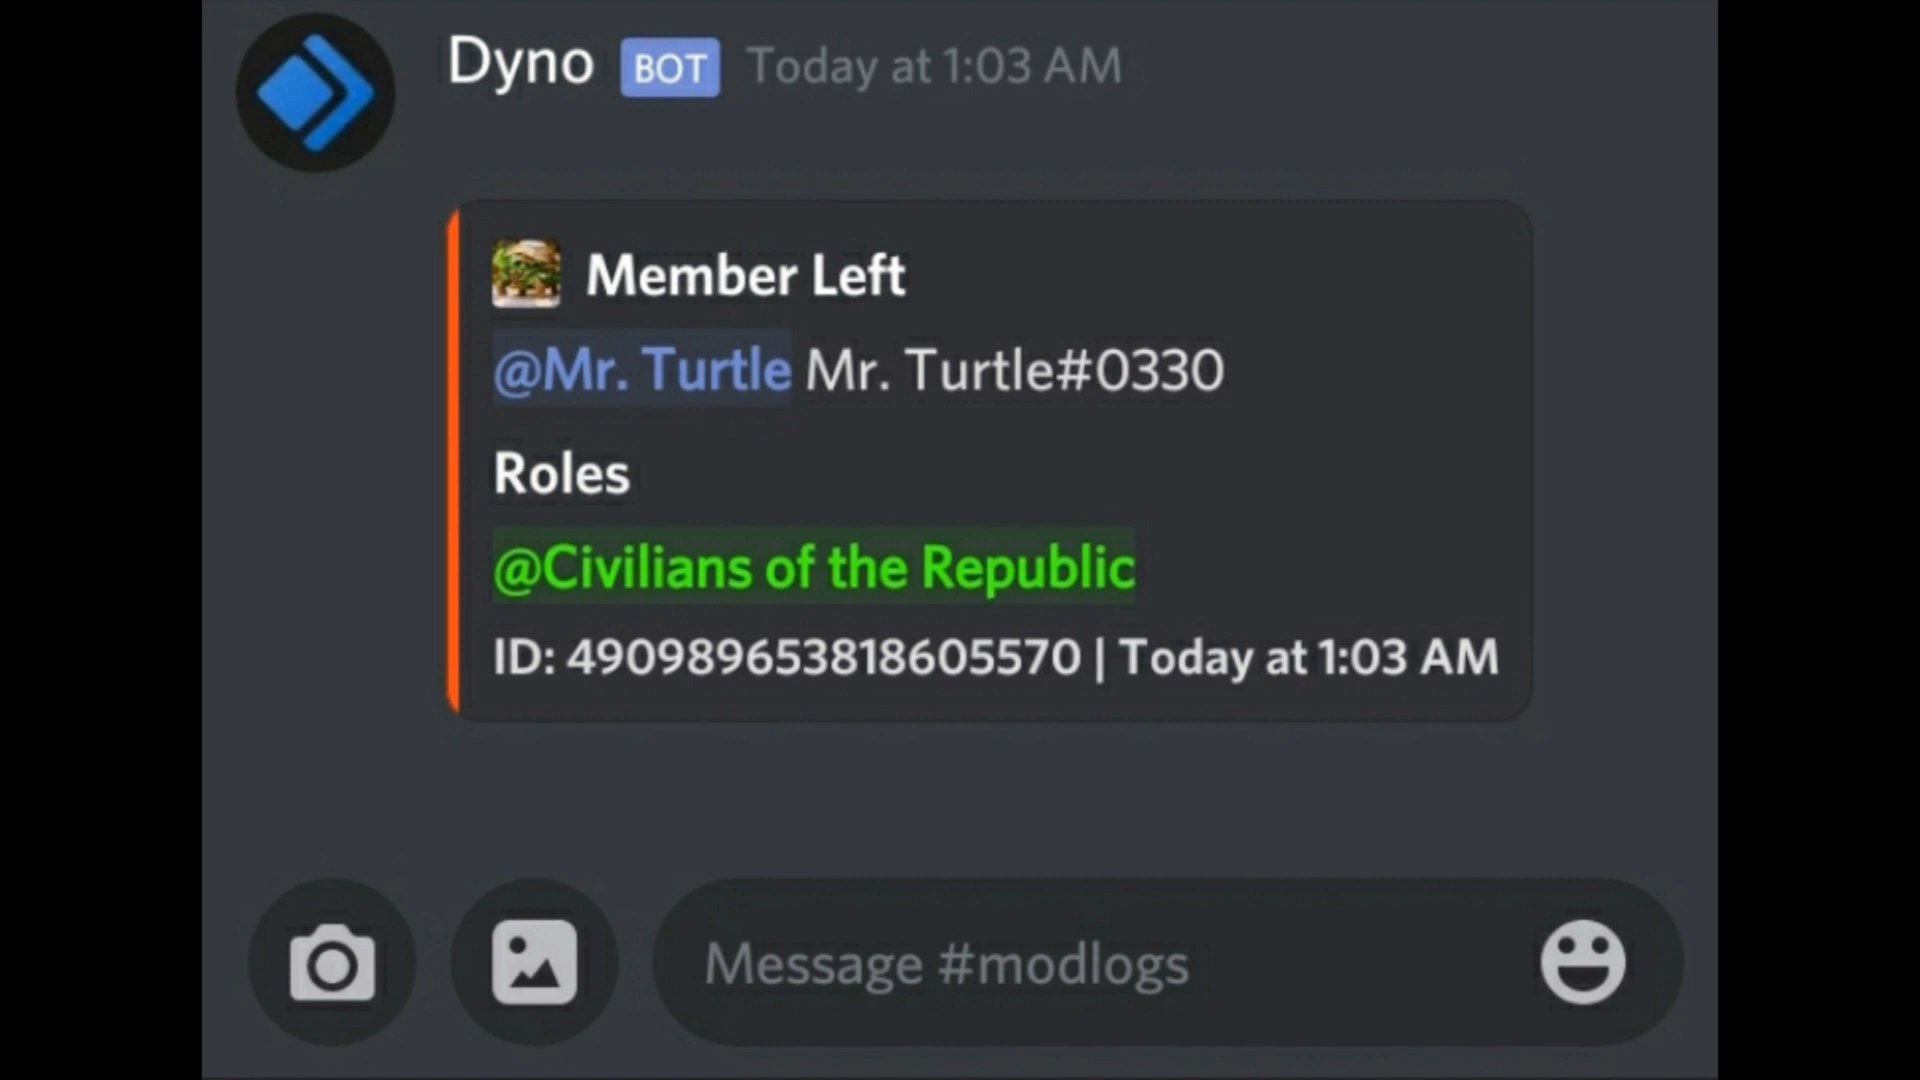 Dyno BOT Today at 1:03 AM
Member Left
@Mr. Turtle Mr. Turtle#0330
Roles
@Civilians of the Republic
ID: 490989653818605570 | Today at 1:03 AM
Message #modlogs